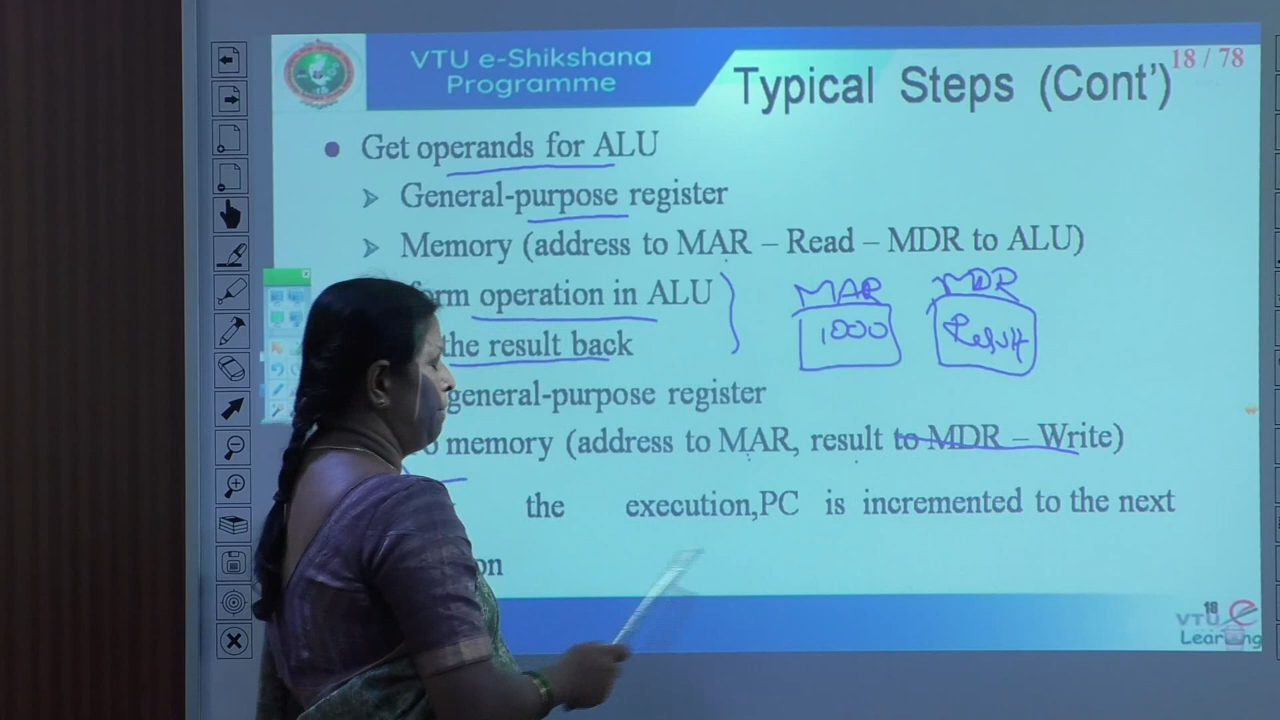 VTU e-Shikshana
Programme
Typical Steps (Cont')
18 / 78
Get operands for ALU
General-purpose register
Memory (address to MAR – Read – MDR to ALU)
operation in ALU
the result back
MAR
MDR
1000
Result
general-purpose register
memory (address to MAR, result to MDR – Write)
the execution,PC is incremented to the next
18
VTU e
Learning